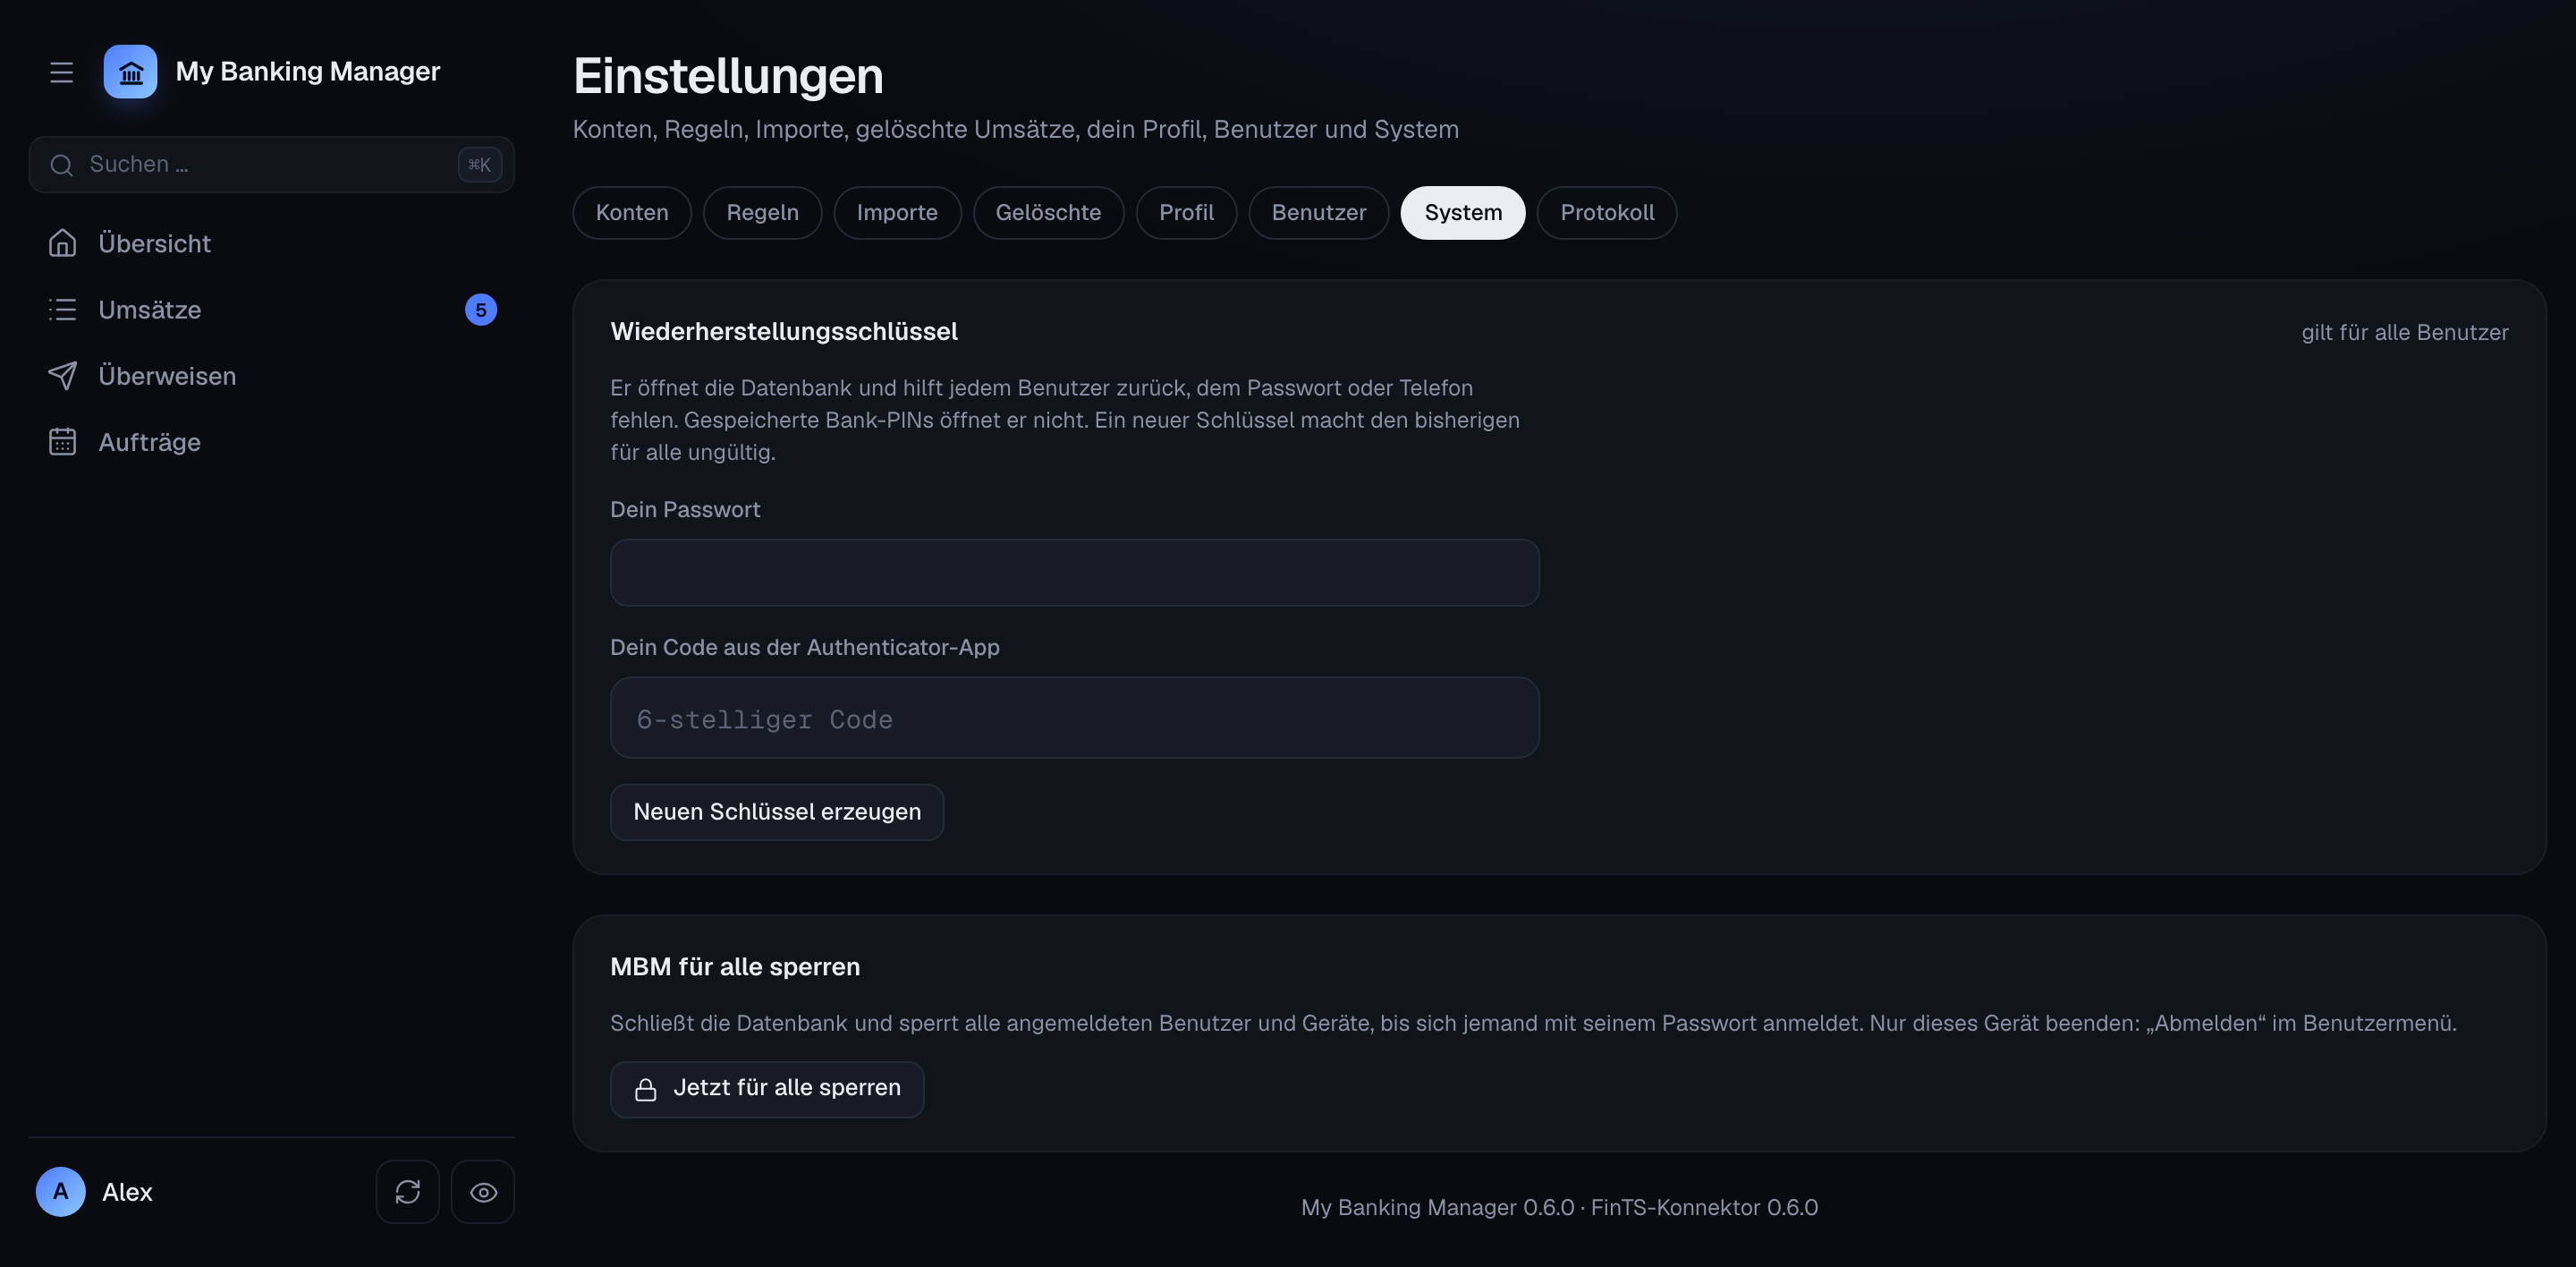 My Banking Manager
Suchen ...
⌘K
Übersicht
Umsätze
5
Überweisen
Aufträge
A
Alex
Einstellungen
Konten, Regeln, Importe, gelöschte Umsätze, dein Profil, Benutzer und System
Konten
Regeln
Importe
Gelöschte
Profil
Benutzer
System
Protokoll
Wiederherstellungsschlüssel
gilt für alle Benutzer
Er öffnet die Datenbank und hilft jedem Benutzer zurück, dem Passwort oder Telefon
fehlen. Gespeicherte Bank-PINs öffnet er nicht. Ein neuer Schlüssel macht den bisherigen
für alle ungültig.
Dein Passwort
Dein Code aus der Authenticator-App
6-stelliger Code
Neuen Schlüssel erzeugen
MBM für alle sperren
Schließt die Datenbank und sperrt alle angemeldeten Benutzer und Geräte, bis sich jemand mit seinem Passwort anmeldet. Nur dieses Gerät beenden: „Abmelden“ im Benutzermenü.
Jetzt für alle sperren
My Banking Manager 0.6.0 · FinTS-Konnektor 0.6.0